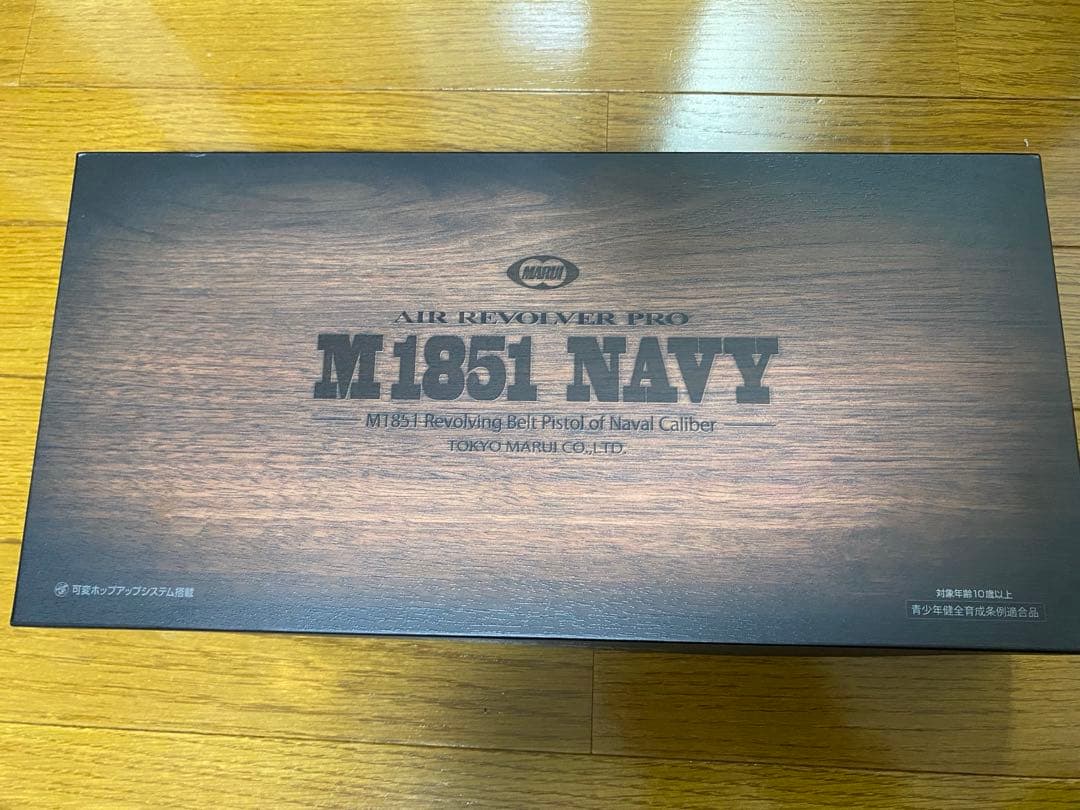 MARUI
AIR REVOLVER PRO
M1851 NAVY
M1851 Revolving Belt Pistol of Naval Caliber
TOKYO MARUI CO.,LTD.
可変ホップアップシステム搭載
対象年齢10歳以上
青少年健全育成条例適合品